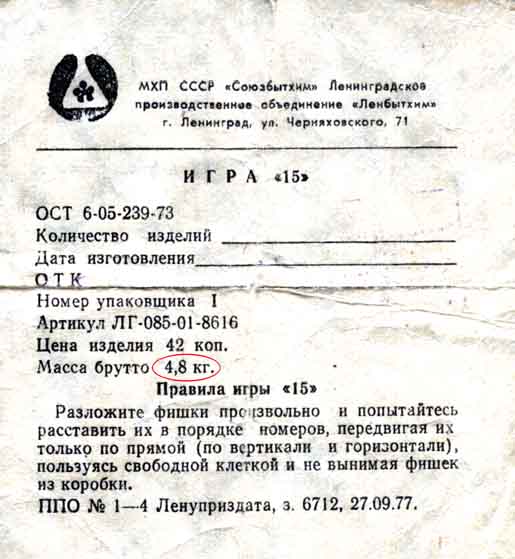 МХП СССР «Союзбытхим» Ленинградское
производственное объединение «Ленбытхим»
г. Ленинград, ул. Черняховского, 71
ИГРА «15»
ОСТ 6-05-239-73
Количество изделий
Дата изготовления
ОТК
Номер упаковщика I
Артикул ЛГ-085-01-8616
Цена изделия 42 коп.
Масса брутто 4,8 кг.
Правила игры «15»
Разложите фишки произвольно и попытайтесь
расставить их в порядке номеров, передвигая их
только по прямой (по вертикали и горизонтали),
пользуясь свободной клеткой и не вынимая фишек
из коробки.
ППО № 1—4 Ленуприздата, з. 6712, 27.09.77.